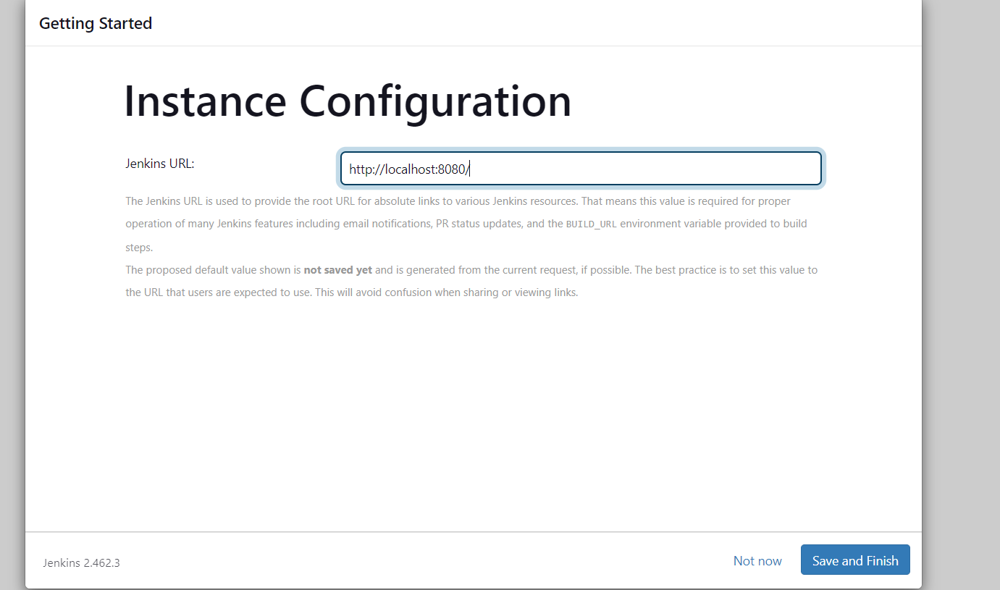 Getting Started
Instance Configuration
Jenkins URL:
http://localhost:8080/
The Jenkins URL is used to provide the root URL for absolute links to various Jenkins resources. That means this value is required for proper
operation of many Jenkins features including email notifications, PR status updates, and the BUILD_URL environment variable provided to build
steps.
The proposed default value shown is not saved yet and is generated from the current request, if possible. The best practice is to set this value to
the URL that users are expected to use. This will avoid confusion when sharing or viewing links.
Jenkins 2.462.3
Not now
Save and Finish